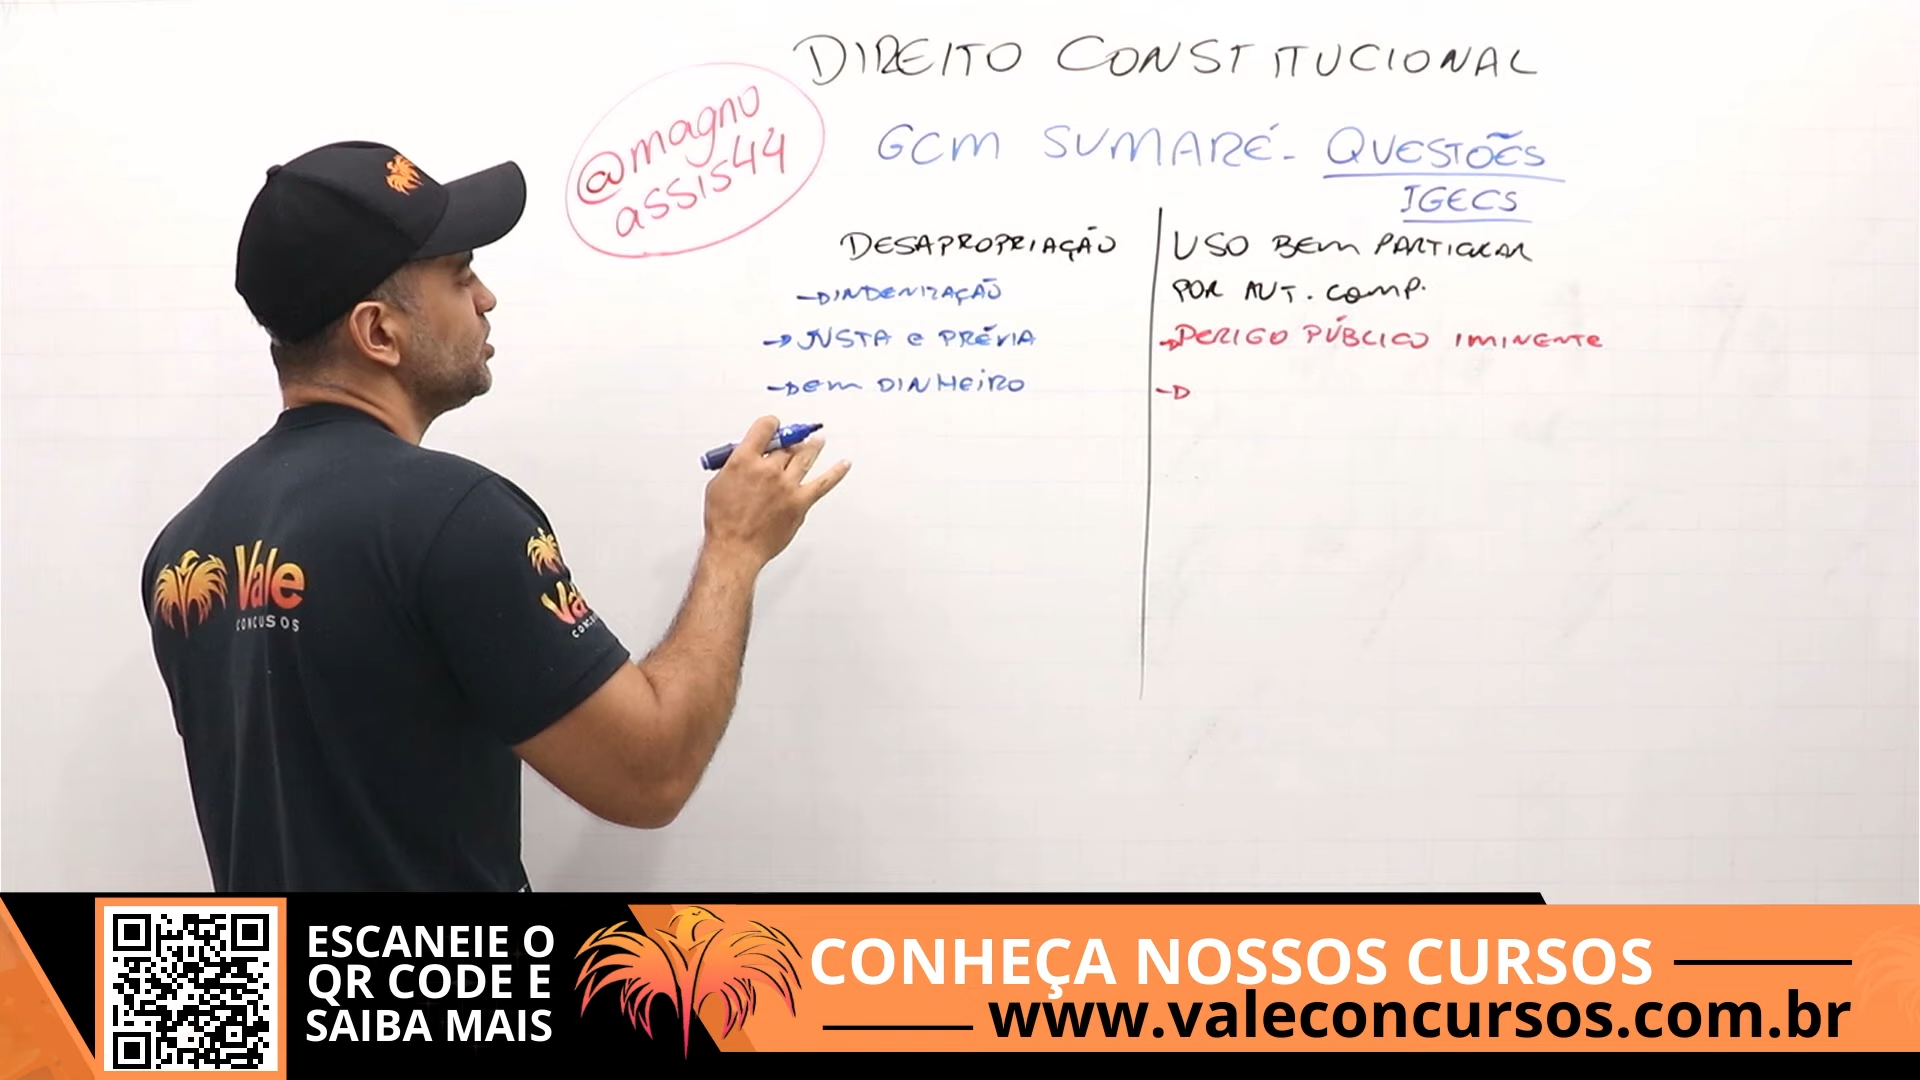 DIREITO CONSTITUCIONAL
@magno
assis44
GCM SUMARÉ - QUESTÕES
IGECS
DESAPROPRIAÇÃO
→ INDENIZAÇÃO
→ JUSTA e PRÉVIA
→ em DINHEIRO
USO BEM PARTICULAR
POR AUT. COMP.
→ PERIGO PÚBLICO IMINENTE
→
Vale
CONCUSOS
ESCANEIE O
QR CODE E
SAIBA MAIS
CONHEÇA NOSSOS CURSOS
www.valeconcursos.com.br